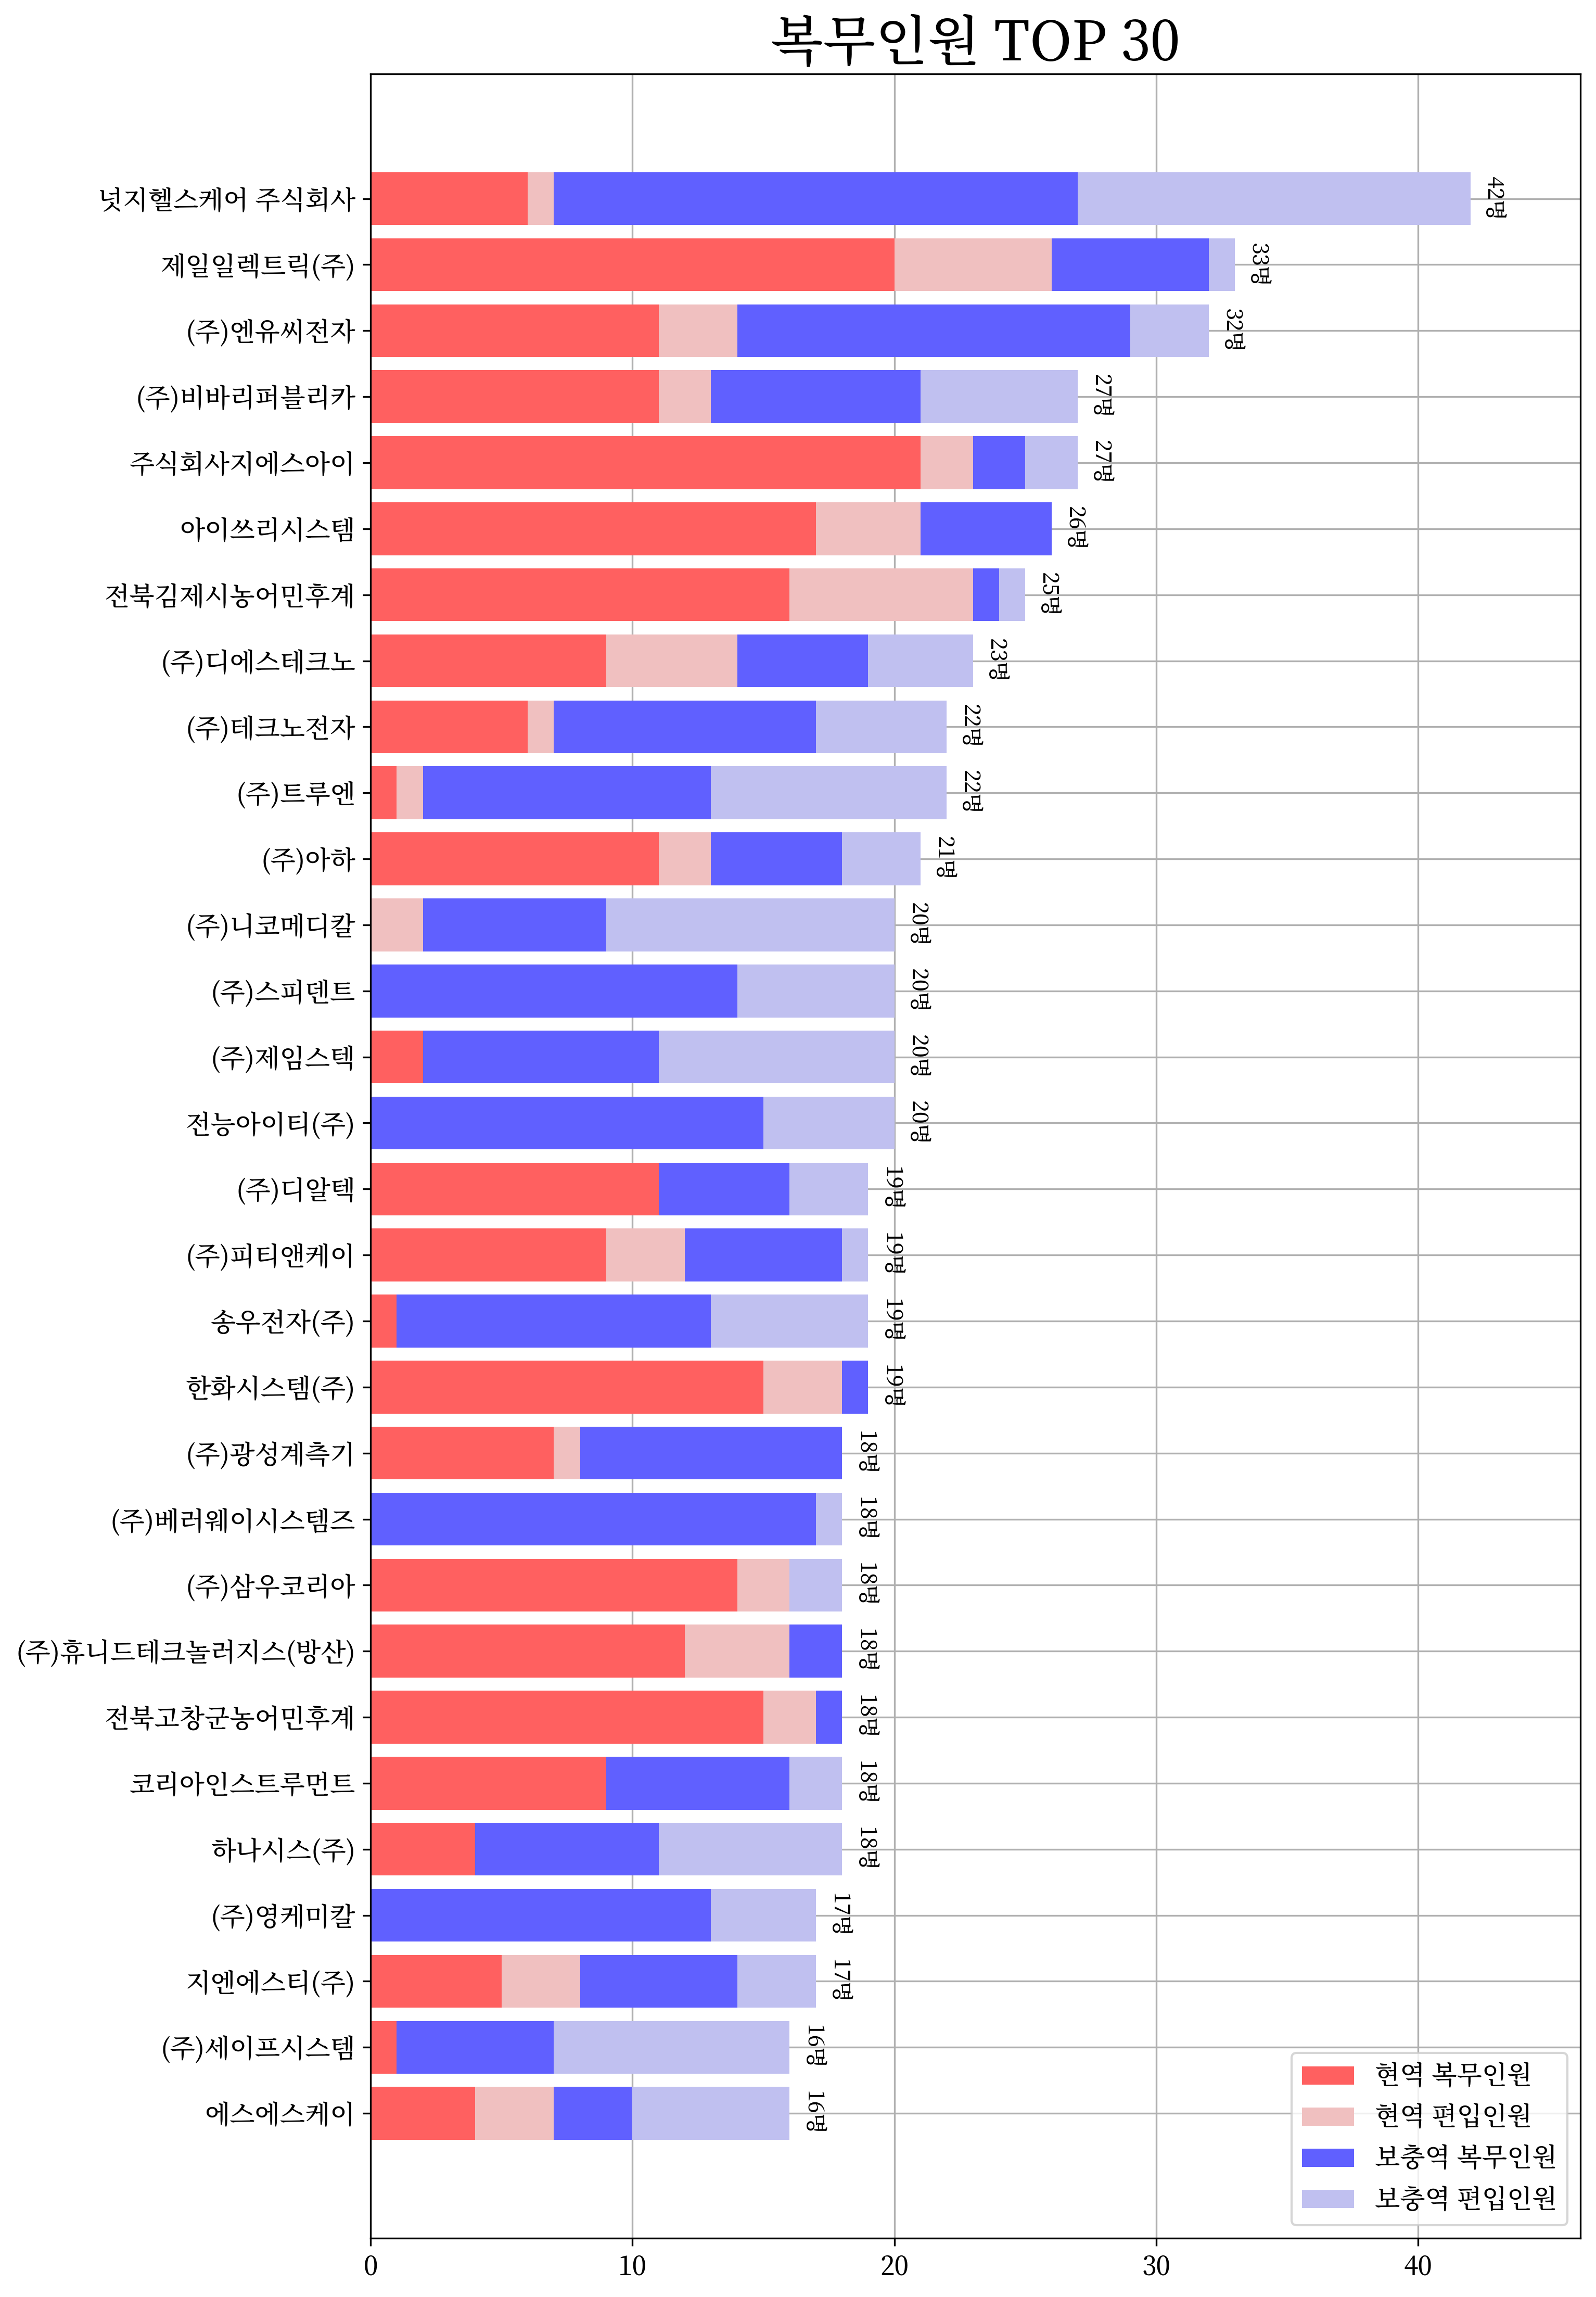 복무인원 TOP 30
넛지헬스케어 주식회사
42명
제일일렉트릭(주)
33명
(주)엔유씨전자
32명
(주)비바리퍼블리카
27명
주식회사지에스아이
27명
아이쓰리시스템
26명
전북김제시농어민후계
25명
(주)디에스테크노
23명
(주)테크노전자
22명
(주)트루엔
22명
(주)아하
21명
(주)니코메디칼
20명
(주)스피덴트
20명
(주)제임스텍
20명
전능아이티(주)
20명
(주)디알텍
19명
(주)피티앤케이
19명
송우전자(주)
19명
한화시스템(주)
19명
(주)광성계측기
18명
(주)베러웨이시스템즈
18명
(주)삼우코리아
18명
(주)휴니드테크놀러지스(방산)
18명
전북고창군농어민후계
18명
코리아인스트루먼트
18명
하나시스(주)
18명
(주)영케미칼
17명
지엔에스티(주)
17명
(주)세이프시스템
16명
에스에스케이
16명
현역 복무인원
현역 편입인원
보충역 복무인원
보충역 편입인원
0 10 20 30 40